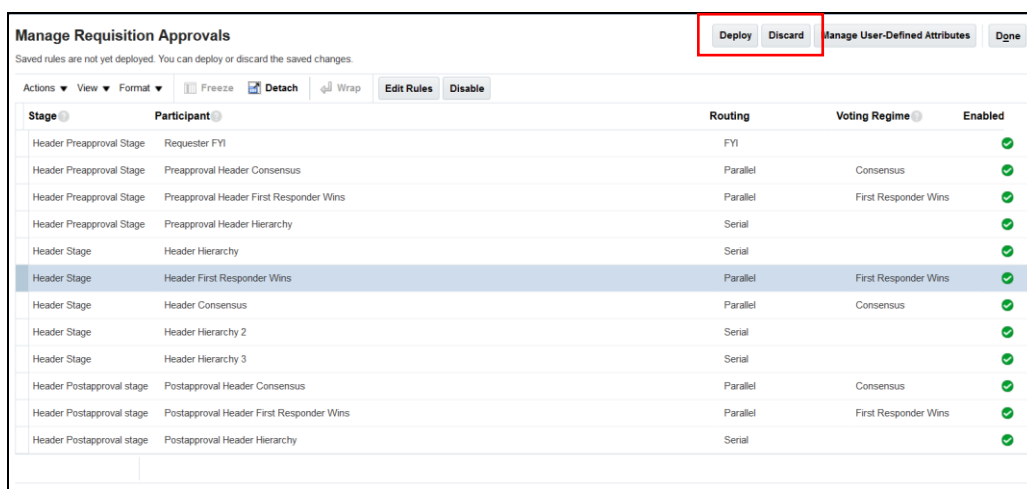 Manage Requisition Approvals Deploy Discard Manage User-Defined Attributes Done
Saved rules are not yet deployed. You can deploy or discard the saved changes.
Actions View Format Freeze Detach Wrap Edit Rules Disable
Stage Participant Routing Voting Regime Enabled
Header Preapproval Stage Requester FYI FYI
Header Preapproval Stage Preapproval Header Consensus Parallel Consensus
Header Preapproval Stage Preapproval Header First Responder Wins Parallel First Responder Wins
Header Preapproval Stage Preapproval Header Hierarchy Serial
Header Stage Header Hierarchy Serial
Header Stage Header First Responder Wins Parallel First Responder Wins
Header Stage Header Consensus Parallel Consensus
Header Stage Header Hierarchy 2 Serial
Header Stage Header Hierarchy 3 Serial
Header Postapproval stage Postapproval Header Consensus Parallel Consensus
Header Postapproval stage Postapproval Header First Responder Wins Parallel First Responder Wins
Header Postapproval stage Postapproval Header Hierarchy Serial